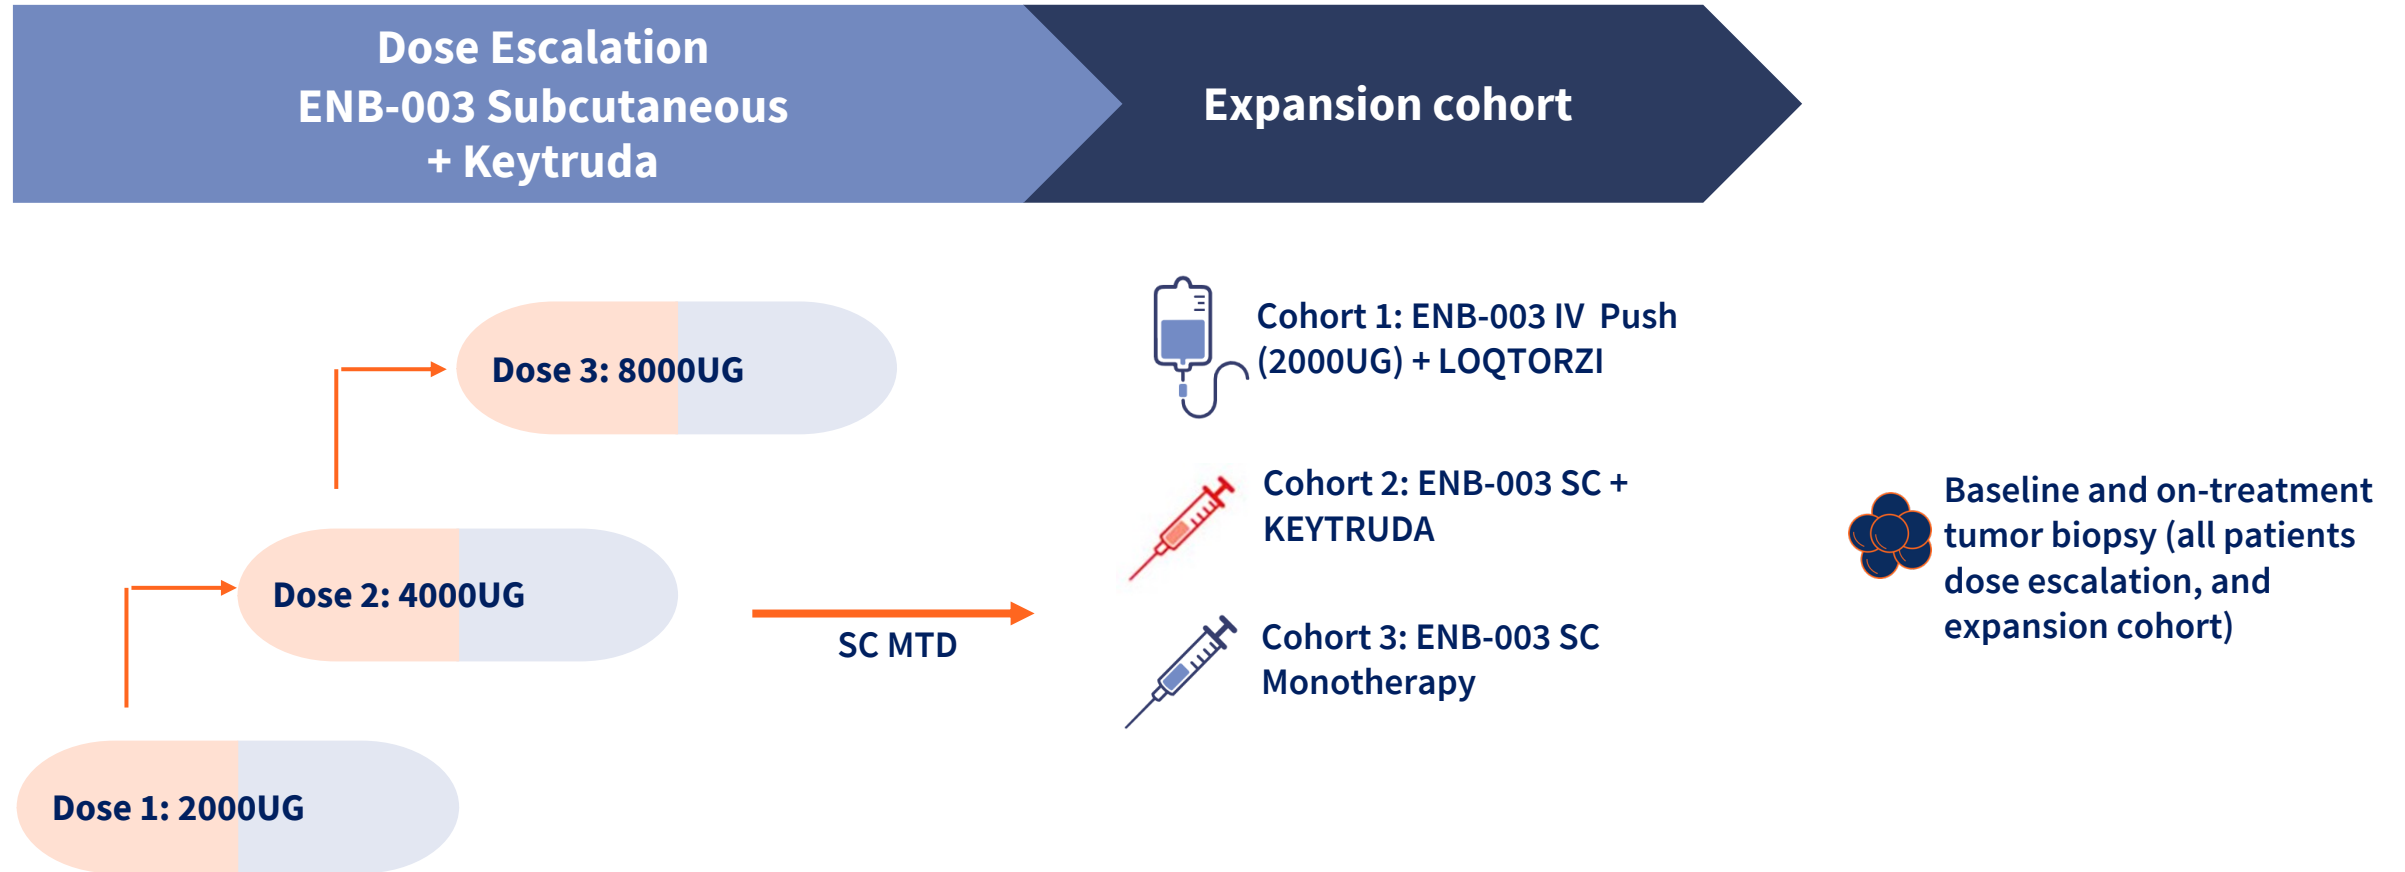 Dose Escalation
ENB-003 Subcutaneous
+ Keytruda
Expansion cohort
Dose 3: 8000UG
Dose 2: 4000UG
Dose 1: 2000UG
SC MTD
Cohort 1: ENB-003 IV  Push
(2000UG) + LOQTORZI
Cohort 2: ENB-003 SC +
KEYTRUDA
Cohort 3: ENB-003 SC
Monotherapy
Baseline and on-treatment
tumor biopsy (all patients
dose escalation, and
expansion cohort)